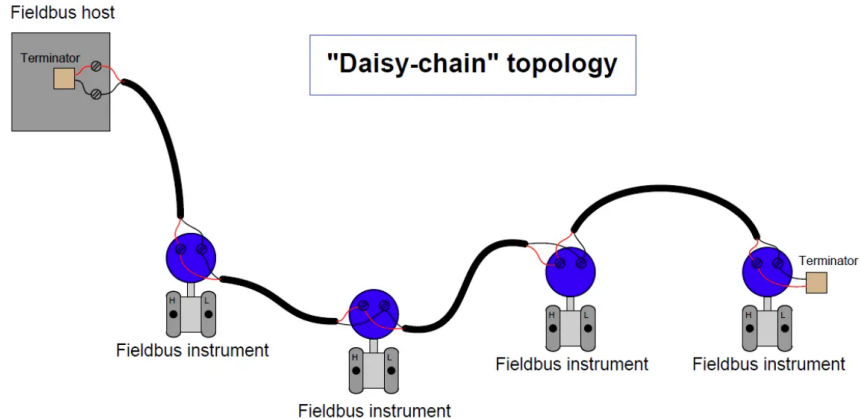 Fieldbus host
Terminator
"Daisy-chain" topology
Terminator
H L
Fieldbus instrument
H L
Fieldbus instrument
H L
Fieldbus instrument
H L
Fieldbus instrument